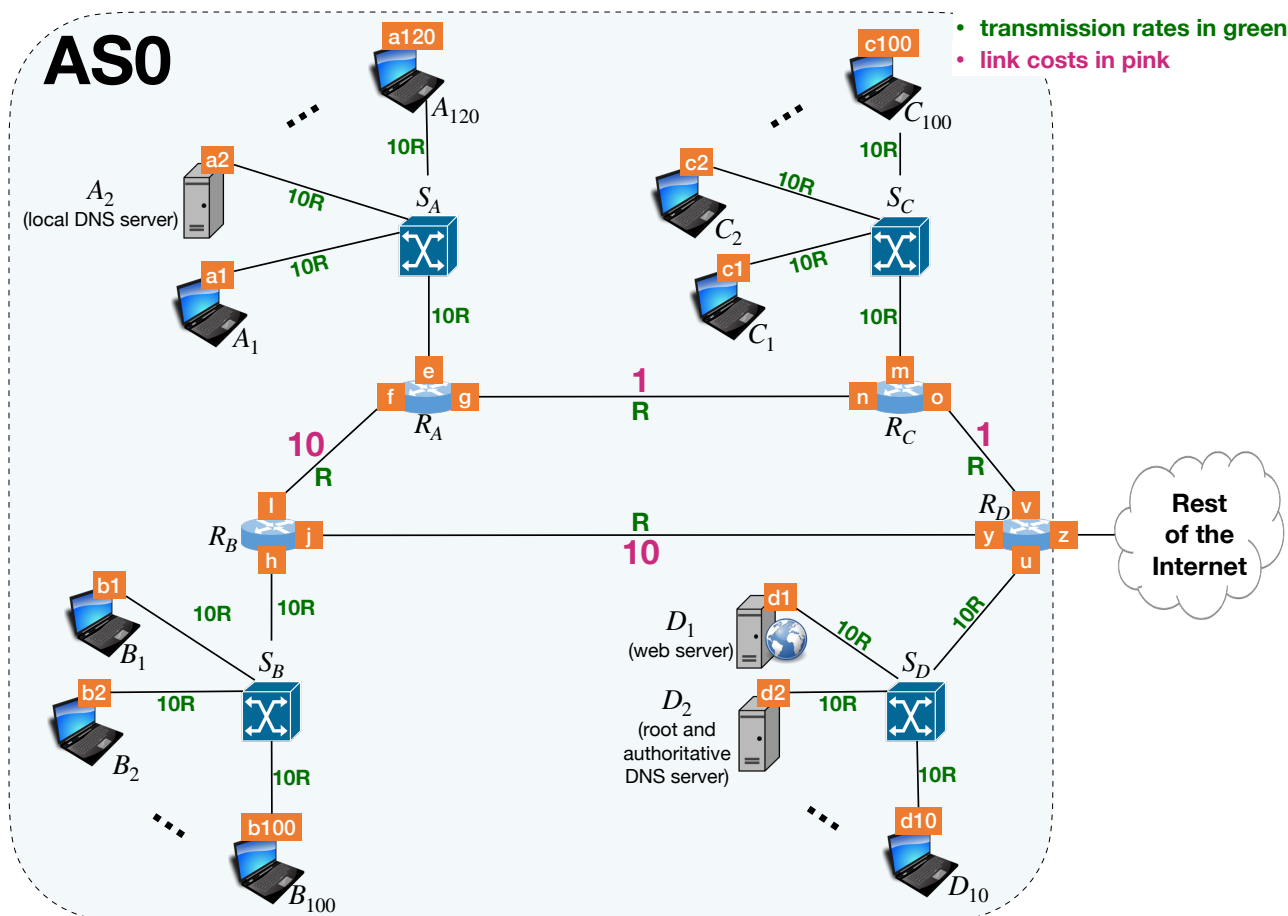 AS0
• transmission rates in green
• link costs in pink
a120
A120
10R
a2
A2
(local DNS server)
10R
SA
a1
A1
10R
10R
c100
C100
10R
c2
C2
10R
SC
c1
C1
10R
10R
e
f
g
RA
1
R
m
n
o
RC
10
R
1
R
l
j
h
RB
R
10
RD
v
y
z
u
Rest
of the
Internet
b1
B1
10R
10R
SB
b2
B2
10R
10R
b100
B100
d1
D1
(web server)
10R
10R
SD
d2
D2
(root and
authoritative
DNS server)
10R
10R
d10
D10